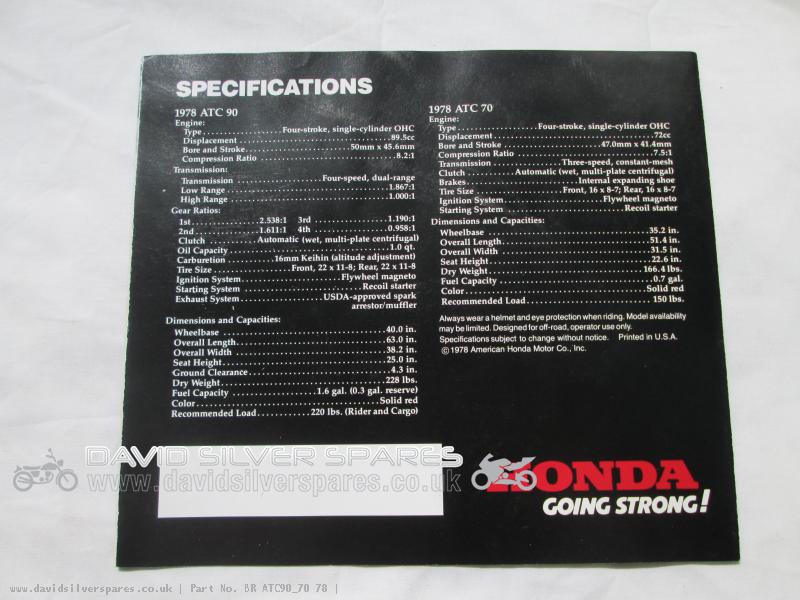 SPECIFICATIONS
1978 ATC 90
Engine:
Type Four-stroke, single-cylinder OHC
Displacement 89.5cc
Bore and Stroke 50mm x 45.6mm
Compression Ratio 8.2:1
Transmission:
Transmission Four-speed, dual-range
Low Range 1.867:1
High Range 1.000:1
Gear Ratios:
1st 2.538:1 3rd 1.190:1
2nd 1.611:1 4th 0.958:1
Clutch Automatic (wet, multi-plate centrifugal)
Oil Capacity 1.0 qt.
Carburetion 16mm Keihin (altitude adjustment)
Tire Size Front, 22 x 11-8; Rear, 22 x 11-8
Ignition System Flywheel magneto
Starting System Recoil starter
Exhaust System USDA-approved spark
arrestor/muffler
Dimensions and Capacities:
Wheelbase 40.0 in.
Overall Length 63.0 in.
Overall Width 38.2 in.
Seat Height 25.0 in.
Ground Clearance 4.3 in.
Dry Weight 228 lbs.
Fuel Capacity 1.6 gal. (0.3 gal. reserve)
Color Solid red
Recommended Load 220 lbs. (Rider and Cargo)
1978 ATC 70
Engine:
Type Four-stroke, single-cylinder OHC
Displacement 72cc
Bore and Stroke 47.0mm x 41.4mm
Compression Ratio 7.5:1
Transmission Three-speed, constant-mesh
Clutch Automatic (wet, multi-plate centrifugal)
Brakes Internal expanding shoe
Tire Size Front, 16 x 8-7; Rear, 16 x 8-7
Ignition System Flywheel magneto
Starting System Recoil starter
Dimensions and Capacities:
Wheelbase 35.2 in.
Overall Length 51.4 in.
Overall Width 31.5 in.
Seat Height 22.6 in.
Dry Weight 166.4 lbs.
Fuel Capacity 0.7 gal.
Color Solid red
Recommended Load 150 lbs.
Always wear a helmet and eye protection when riding. Model availability
may be limited. Designed for off-road, operator use only.
Specifications subject to change without notice. Printed in U.S.A.
© 1978 American Honda Motor Co., Inc.
DAVID SILVER SPARES
www.davidsilverspares.co.uk
HONDA
GOING STRONG!
www.davidsilverspares.co.uk | Part No. BR ATC90_70 78 |